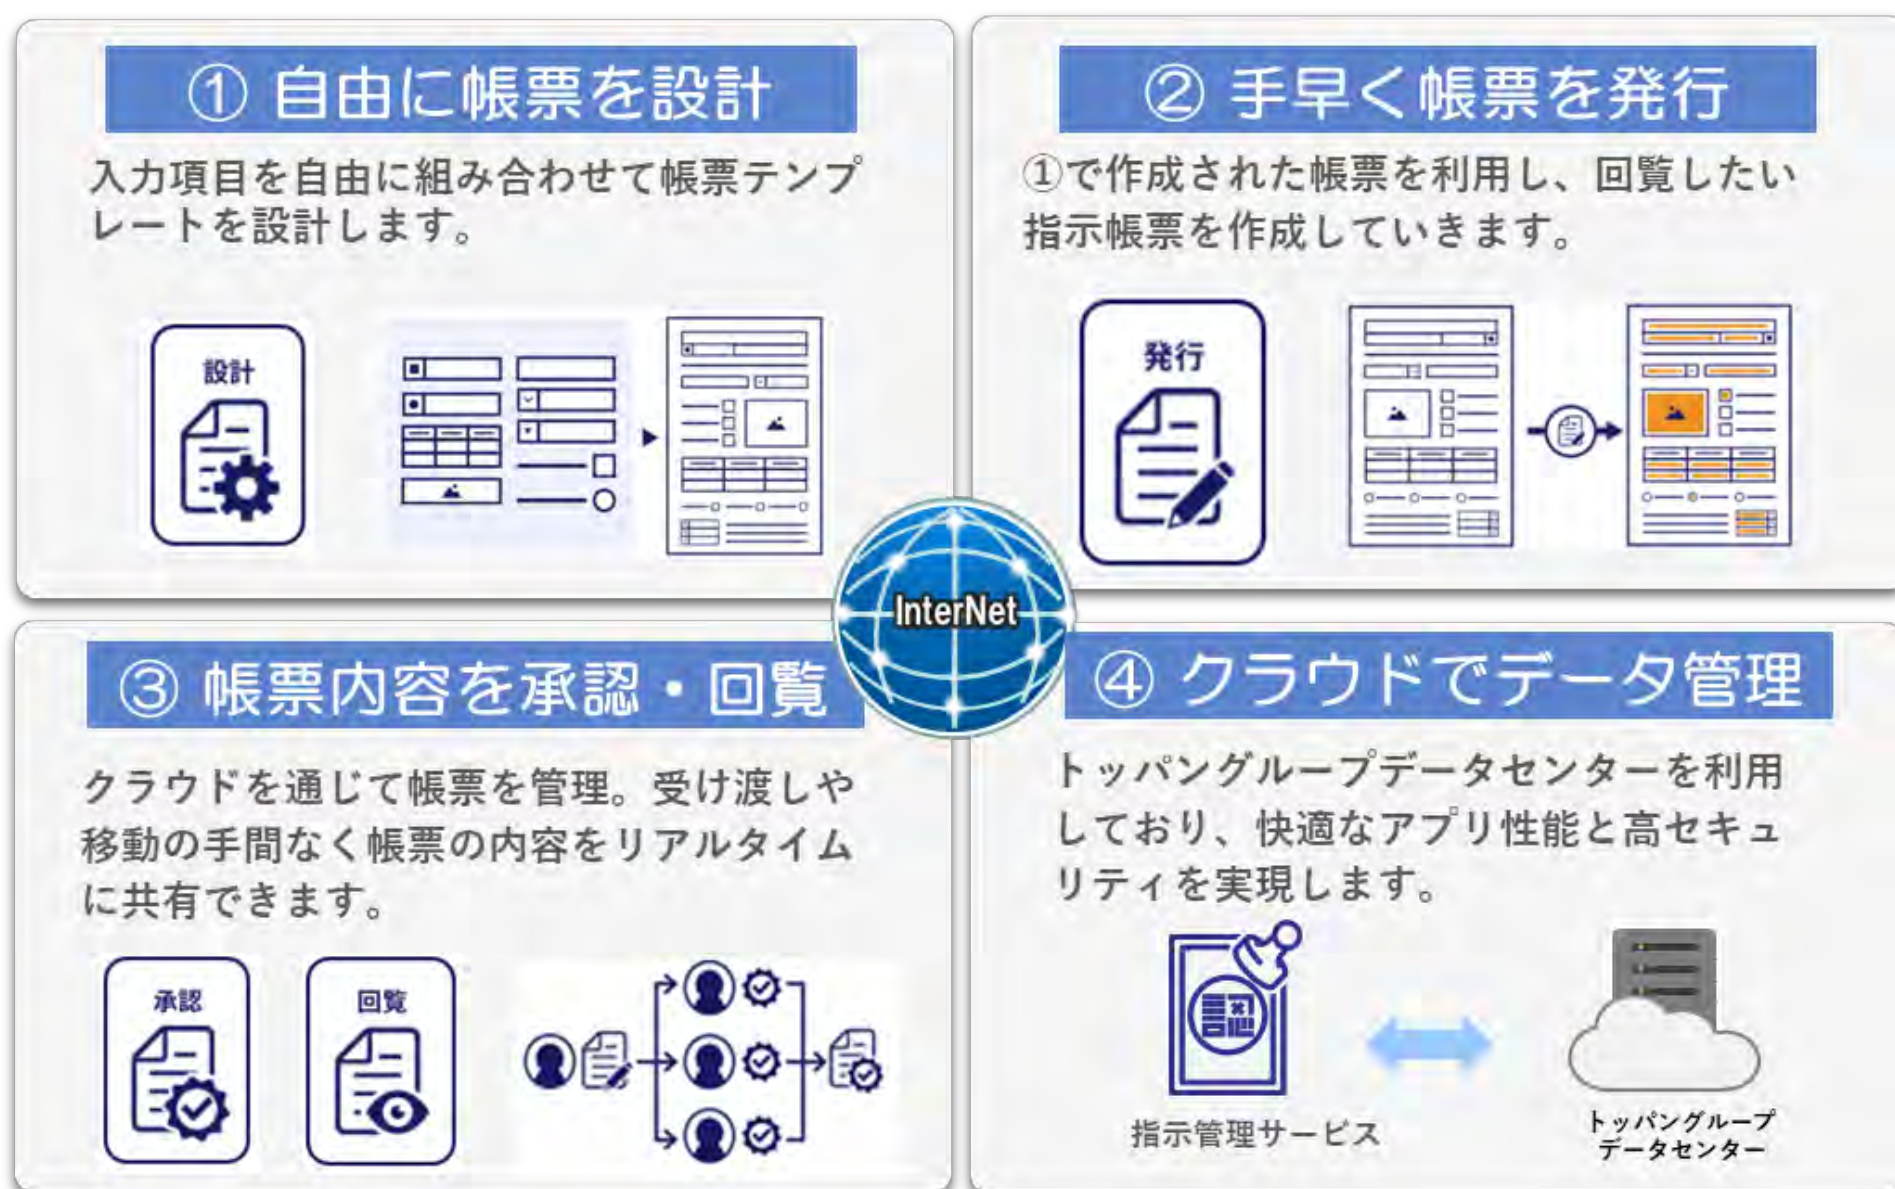 ① 自由に帳票を設計
入力項目を自由に組み合わせて帳票テンプ
レートを設計します。
設計
② 手早く帳票を発行
①で作成された帳票を利用し、回覧したい
指示帳票を作成していきます。
発行
InterNet
③ 帳票内容を承認・回覧
クラウドを通じて帳票を管理。受け渡しや
移動の手間なく帳票の内容をリアルタイム
に共有できます。
承認
回覧
④ クラウドでデータ管理
トッパングループデータセンターを利用
しており、快適なアプリ性能と高セキュ
リティを実現します。
認
指示管理サービス
トッパングループ
データセンター